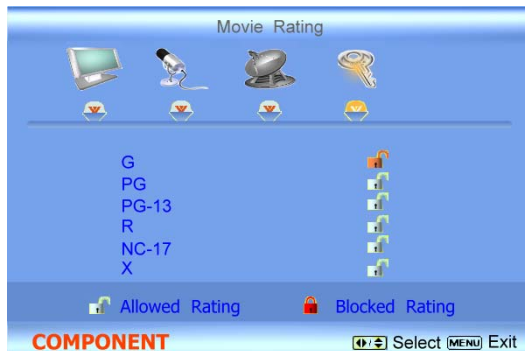 Movie Rating
G
PG
PG-13
R
NC-17
X
Allowed Rating Blocked Rating
COMPONENT Select MENU Exit